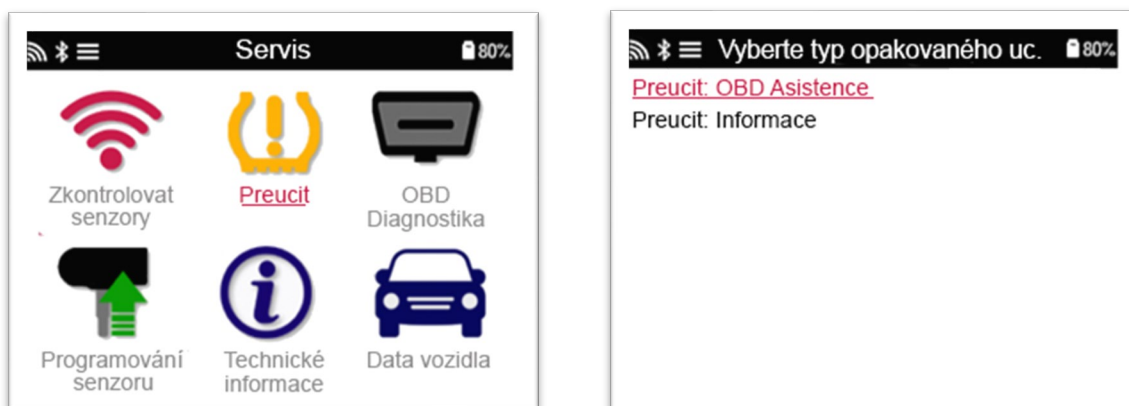 Servis
80%
Zkontrolovat
senzory
Preucit
OBD
Diagnostika
Programování
senzoru
Technické
informace
Data vozidla
Vyberte typ opakovaného uc.
80%
Preucit: OBD Asistence
Preucit: Informace